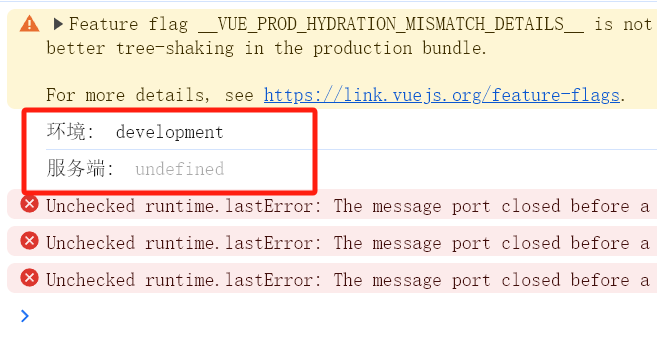 Feature flag __VUE_PROD_HYDRATION_MISMATCH_DETAILS__ is not
better tree-shaking in the production bundle.
For more details, see https://link.vuejs.org/feature-flags.
环境: development
服务端: undefined
Unchecked runtime.lastError: The message port closed before a
Unchecked runtime.lastError: The message port closed before a
Unchecked runtime.lastError: The message port closed before a